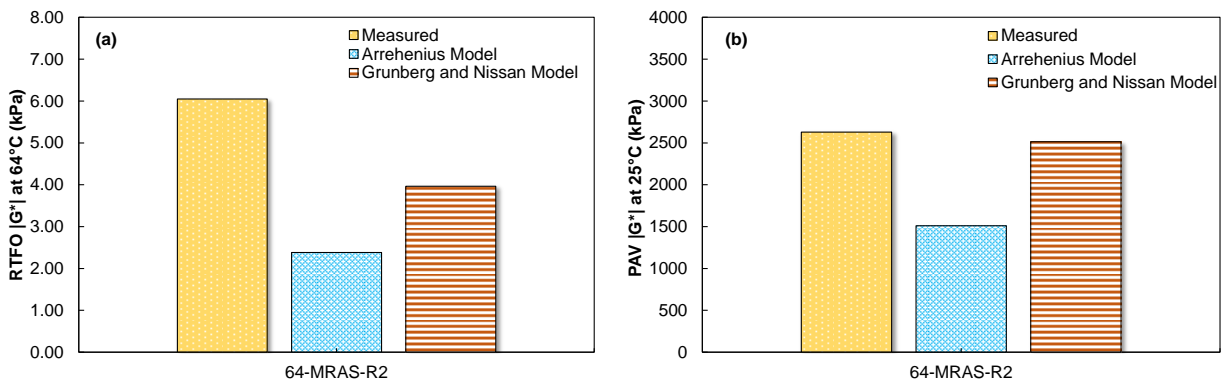 (a)
RTFO |G*| at 64°C (kPa)
8.00
7.00
6.00
5.00
4.00
3.00
2.00
1.00
0.00
Measured
Arrehenius Model
Grunberg and Nissan Model
64-MRAS-R2
(b)
PAV |G*| at 25°C (kPa)
4000
3500
3000
2500
2000
1500
1000
500
0
Measured
Arrehenius Model
Grunberg and Nissan Model
64-MRAS-R2